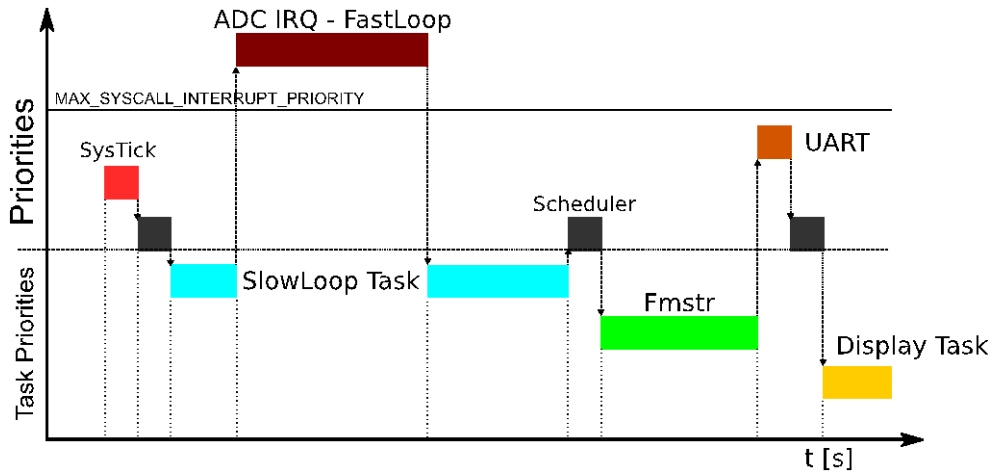 ADC IRQ - FastLoop
MAX_SYSCALL_INTERRUPT_PRIORITY
Priorities
SysTick
UART
Scheduler
SlowLoop Task
Task Priorities
Fmstr
Display Task
t [s]